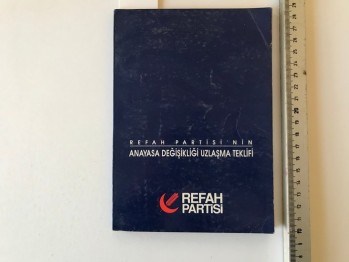 REFAH PARTİSİ'NİN
ANAYASA DEĞİŞİKLİĞİ UZLAŞMA TEKLİFİ
REFAH
PARTİSİ